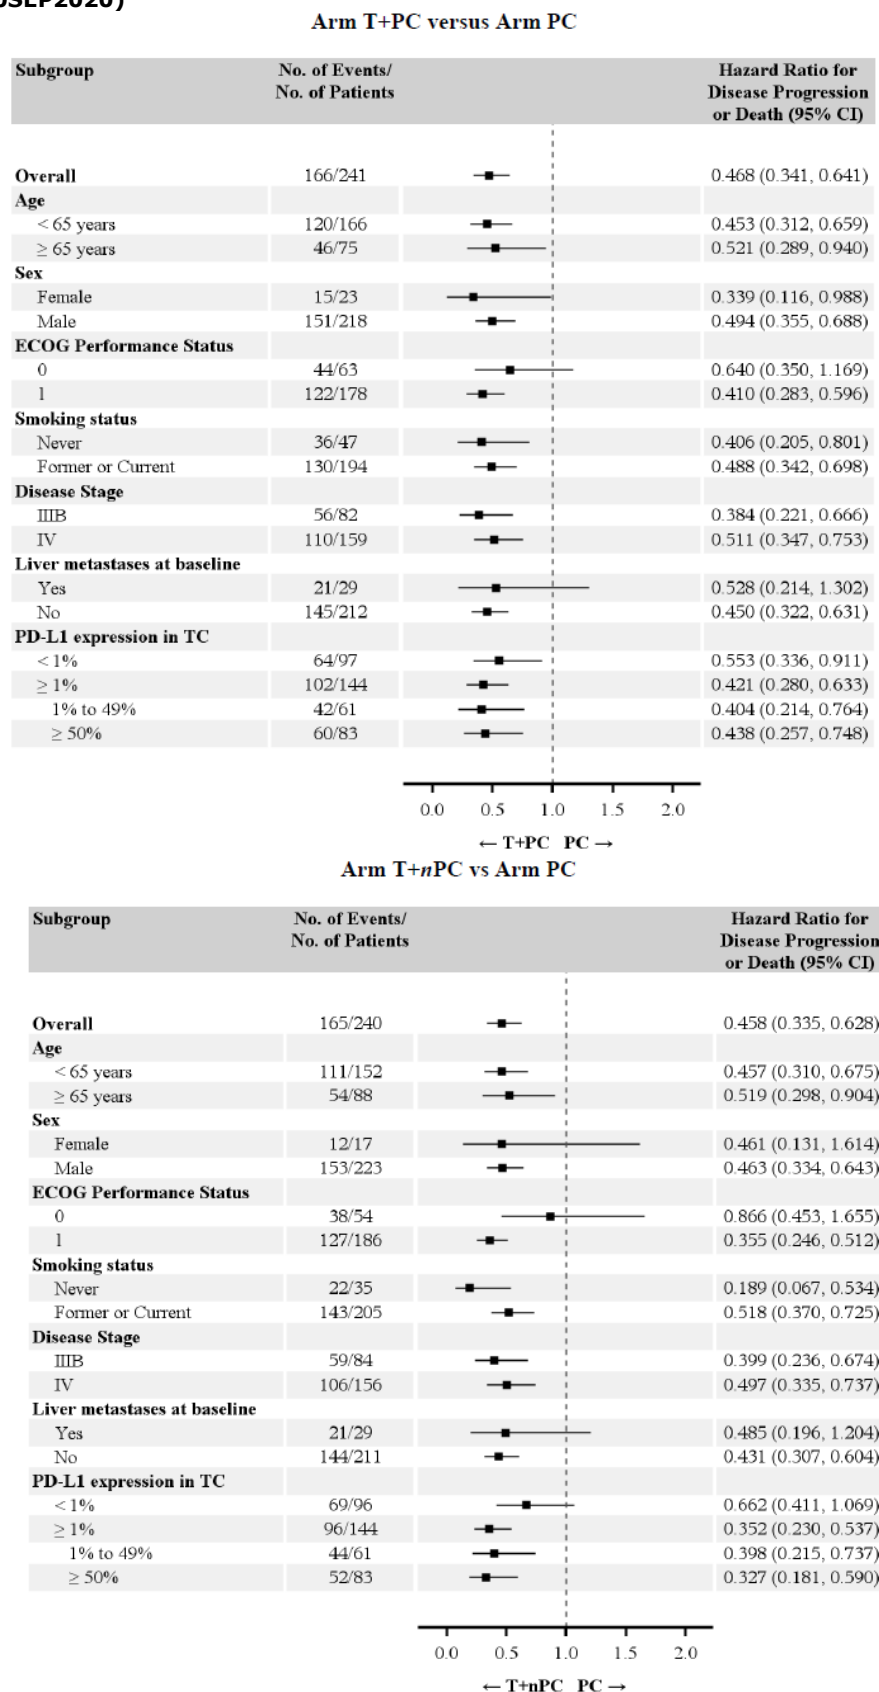 SEP2020)
Arm T+PC versus Arm PC
Subgroup No. of Events/ Hazard Ratio for
No. of Patients Disease Progression
or Death (95% CI)
Overall 166/241 0.468 (0.341, 0.641)
Age
< 65 years 120/166 0.453 (0.312, 0.659)
≥ 65 years 46/75 0.521 (0.289, 0.940)
Sex
Female 15/23 0.339 (0.116, 0.988)
Male 151/218 0.494 (0.355, 0.688)
ECOG Performance Status
0 44/63 0.640 (0.350, 1.169)
1 122/178 0.410 (0.283, 0.596)
Smoking status
Never 36/47 0.406 (0.205, 0.801)
Former or Current 130/194 0.488 (0.342, 0.698)
Disease Stage
IIIB 56/82 0.384 (0.221, 0.666)
IV 110/159 0.511 (0.347, 0.753)
Liver metastases at baseline
Yes 21/29 0.528 (0.214, 1.302)
No 145/212 0.450 (0.322, 0.631)
PD-L1 expression in TC
< 1% 64/97 0.553 (0.336, 0.911)
≥ 1% 102/144 0.421 (0.280, 0.633)
1% to 49% 42/61 0.404 (0.214, 0.764)
≥ 50% 60/83 0.438 (0.257, 0.748)
0.0 0.5 1.0 1.5 2.0
← T+PC PC →
Arm T+nPC vs Arm PC
Subgroup No. of Events/ Hazard Ratio for
No. of Patients Disease Progression
or Death (95% CI)
Overall 165/240 0.458 (0.335, 0.628)
Age
< 65 years 111/152 0.457 (0.310, 0.675)
≥ 65 years 54/88 0.519 (0.298, 0.904)
Sex
Female 12/17 0.461 (0.131, 1.614)
Male 153/223 0.463 (0.334, 0.643)
ECOG Performance Status
0 38/54 0.866 (0.453, 1.655)
1 127/186 0.355 (0.246, 0.512)
Smoking status
Never 22/35 0.189 (0.067, 0.534)
Former or Current 143/205 0.518 (0.370, 0.725)
Disease Stage
IIIB 59/84 0.399 (0.236, 0.674)
IV 106/156 0.497 (0.335, 0.737)
Liver metastases at baseline
Yes 21/29 0.485 (0.196, 1.204)
No 144/211 0.431 (0.307, 0.604)
PD-L1 expression in TC
< 1% 69/96 0.662 (0.411, 1.069)
≥ 1% 96/144 0.352 (0.230, 0.537)
1% to 49% 44/61 0.398 (0.215, 0.737)
≥ 50% 52/83 0.327 (0.181, 0.590)
0.0 0.5 1.0 1.5 2.0
← T+nPC PC →